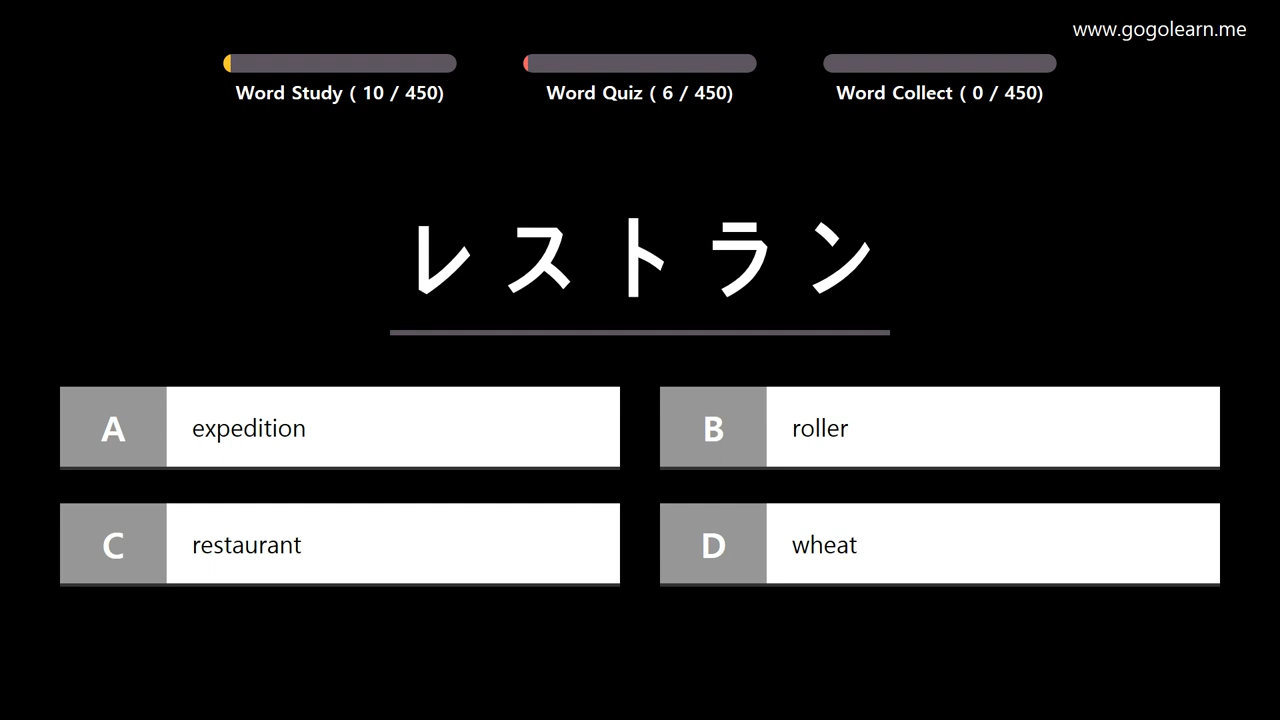 www.gogolearn.me
Word Study ( 10 / 450)
Word Quiz ( 6 / 450)
Word Collect ( 0 / 450)
レストラン
A expedition
B roller
C restaurant
D wheat